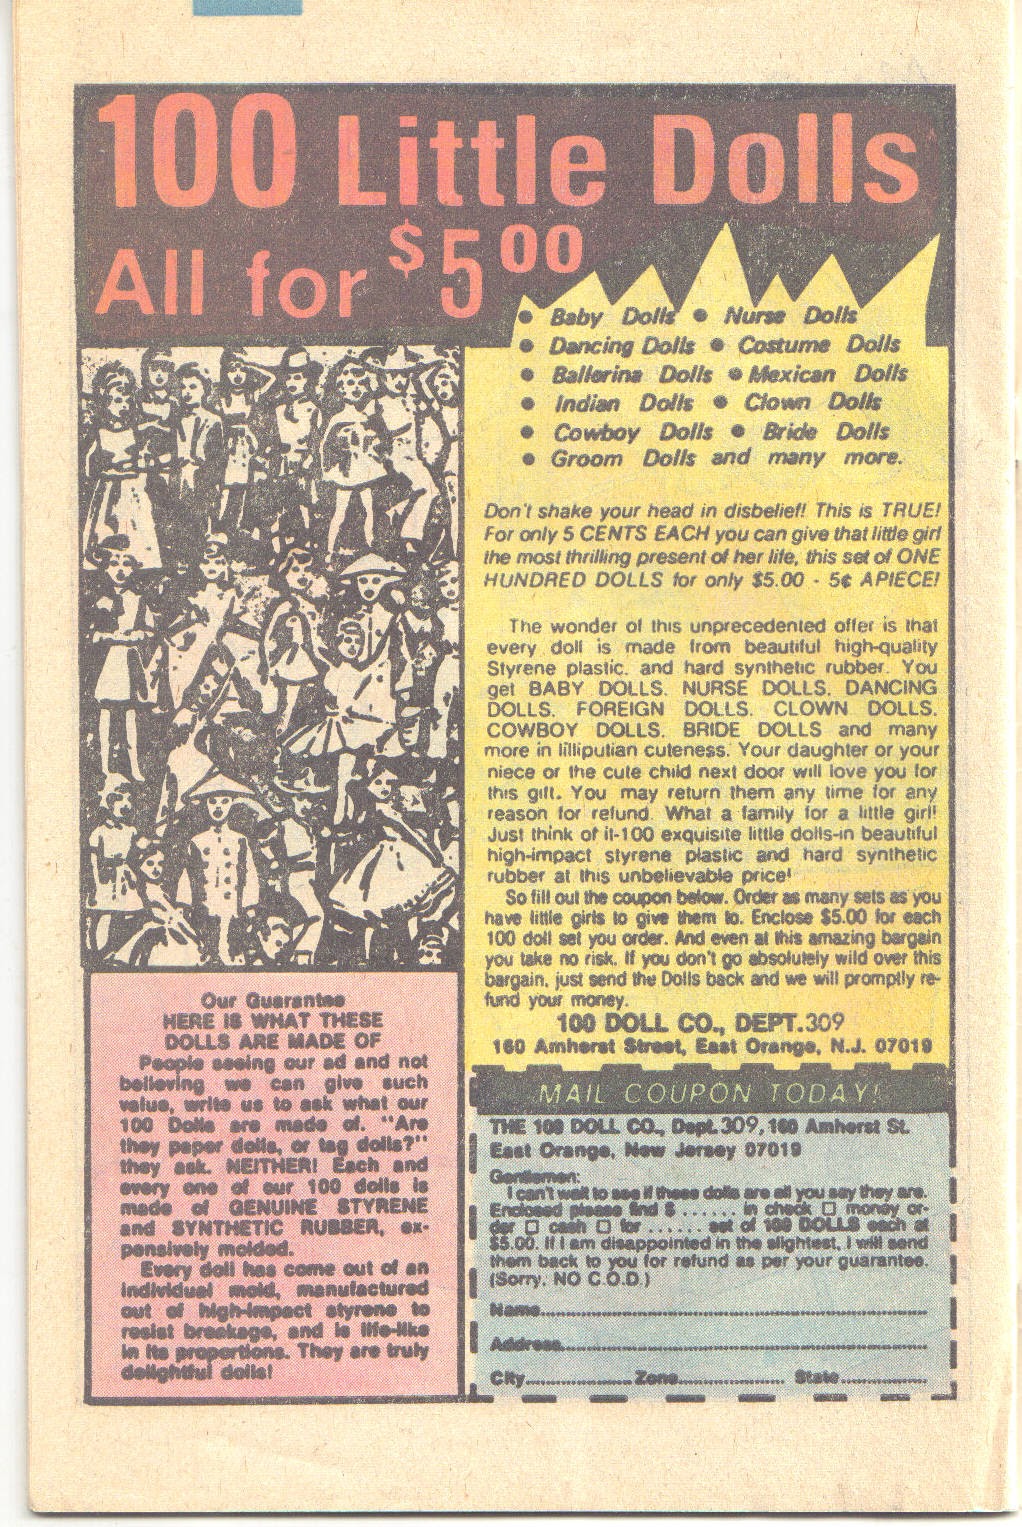 100 Little Dolls
All for $5 00
• Baby Dolls • Nurse Dolls
• Dancing Dolls • Costume Dolls
• Ballerina Dolls • Mexican Dolls
• Indian Dolls • Clown Dolls
• Cowboy Dolls • Bride Dolls
• Groom Dolls and many more.
Don't shake your head in disbelief! This is TRUE!
For only 5 CENTS EACH you can give that little girl
the most thrilling present of her life, this set of ONE
HUNDRED DOLLS for only $5.00 - 5¢ APIECE!
The wonder of this unprecedented offer is that
every doll is made from beautiful high-quality
Styrene plastic. and hard synthetic rubber. You
get BABY DOLLS. NURSE DOLLS. DANCING
DOLLS. FOREIGN DOLLS. CLOWN DOLLS.
COWBOY DOLLS. BRIDE DOLLS and many
more in lilliputian cuteness. Your daughter or your
niece or the cute child next door will love you for
this gift. You may return them any time for any
reason for refund. What a family for a little girl!
Just think of it-100 exquisite little dolls-in beautiful
high-impact styrene plastic and hard synthetic
rubber at this unbelievable price!
So fill out the coupon below. Order as many sets as you
have little girls to give them to. Enclose $5.00 for each
100 doll set you order. And even at this amazing bargain
you take no risk. If you don't go absolutely wild over this
bargain, just send the Dolls back and we will promptly re-
fund your money.
100 DOLL CO., DEPT.309
160 Amherst Street, East Orange, N.J. 07019
Our Guarantee
HERE IS WHAT THESE
DOLLS ARE MADE OF
People seeing our ad and not
believing we can give such
value, write us to ask what our
100 Dolls are made of. "Are
they paper dolls, or tag dolls?"
they ask. NEITHER! Each and
every one of our 100 dolls is
made of GENUINE STYRENE
and SYNTHETIC RUBBER, ex-
pensively molded.
Every doll has come out of an
individual mold, manufactured
out of high-impact styrene to
resist breakage, and is life-like
in its proportions. They are truly
delightful dolls!
MAIL COUPON TODAY!
THE 100 DOLL CO., Dept.309,160 Amherst St.
East Orange, New Jersey 07019
Gentlemen:
I can't wait to see if these dolls are all you say they are.
Enclosed please find $ ...... in check □ money or-
der □ cash □ for ...... set of 100 DOLLS each at
$5.00. If I am disappointed in the slightest, I will send
them back to you for refund as per your guarantee.
(Sorry, NO C.O.D.)
Name..........
Address..........
City.......... Zone.......... State..........